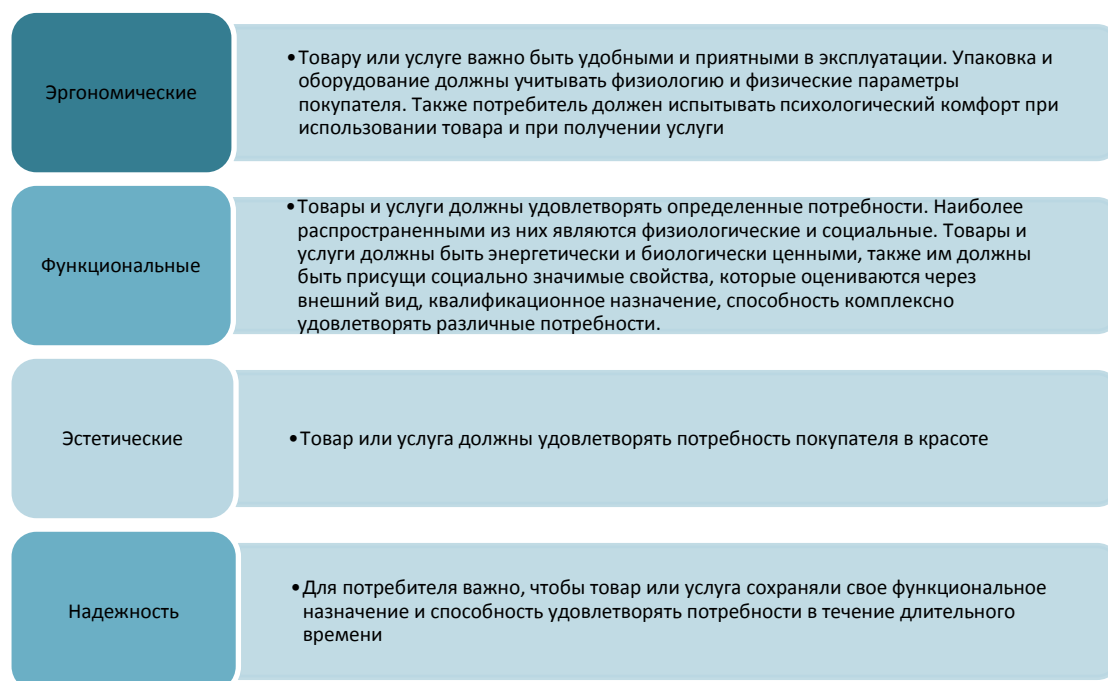 Эргономические
•Товару или услуге важно быть удобными и приятными в эксплуатации. Упаковка и
оборудование должны учитывать физиологию и физические параметры
покупателя. Также потребитель должен испытывать психологический комфорт при
использовании товара и при получении услуги
Функциональные
•Товары и услуги должны удовлетворять определенные потребности. Наиболее
распространенными из них являются физиологические и социальные. Товары и
услуги должны быть энергетически и биологически ценными, также им должны
быть присущи социально значимые свойства, которые оцениваются через
внешний вид, квалификационное назначение, способность комплексно
удовлетворять различные потребности.
Эстетические
•Товар или услуга должны удовлетворять потребность покупателя в красоте
Надежность
•Для потребителя важно, чтобы товар или услуга сохраняли свое функциональное
назначение и способность удовлетворять потребности в течение длительного
времени